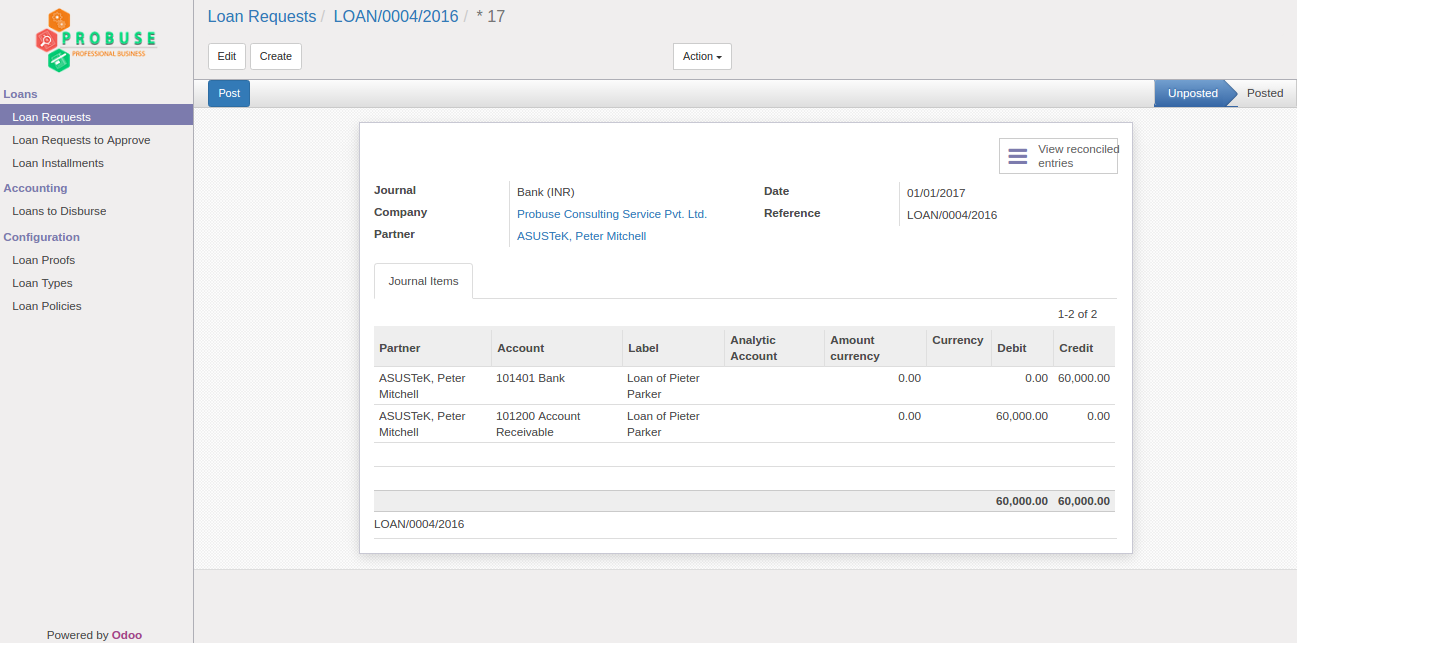 PROBUSE
PROFESSIONAL BUSINESS
Loans
Loan Requests
Loan Requests to Approve
Loan Installments
Accounting
Loans to Disburse
Configuration
Loan Proofs
Loan Types
Loan Policies
Powered by Odoo
Loan Requests / LOAN/0004/2016 / * 17
Edit Create Action
Post Unposted Posted
View reconciled
entries
Journal Bank (INR) Date 01/01/2017
Company Probuse Consulting Service Pvt. Ltd. Reference LOAN/0004/2016
Partner ASUSTeK, Peter Mitchell
Journal Items
1-2 of 2
Partner Account Label Analytic Account Amount currency Currency Debit Credit
ASUSTeK, Peter 101401 Bank Loan of Pieter 0.00 0.00 60,000.00
Mitchell Parker
ASUSTeK, Peter 101200 Account Loan of Pieter 0.00 60,000.00 0.00
Mitchell Receivable Parker
60,000.00 60,000.00
LOAN/0004/2016